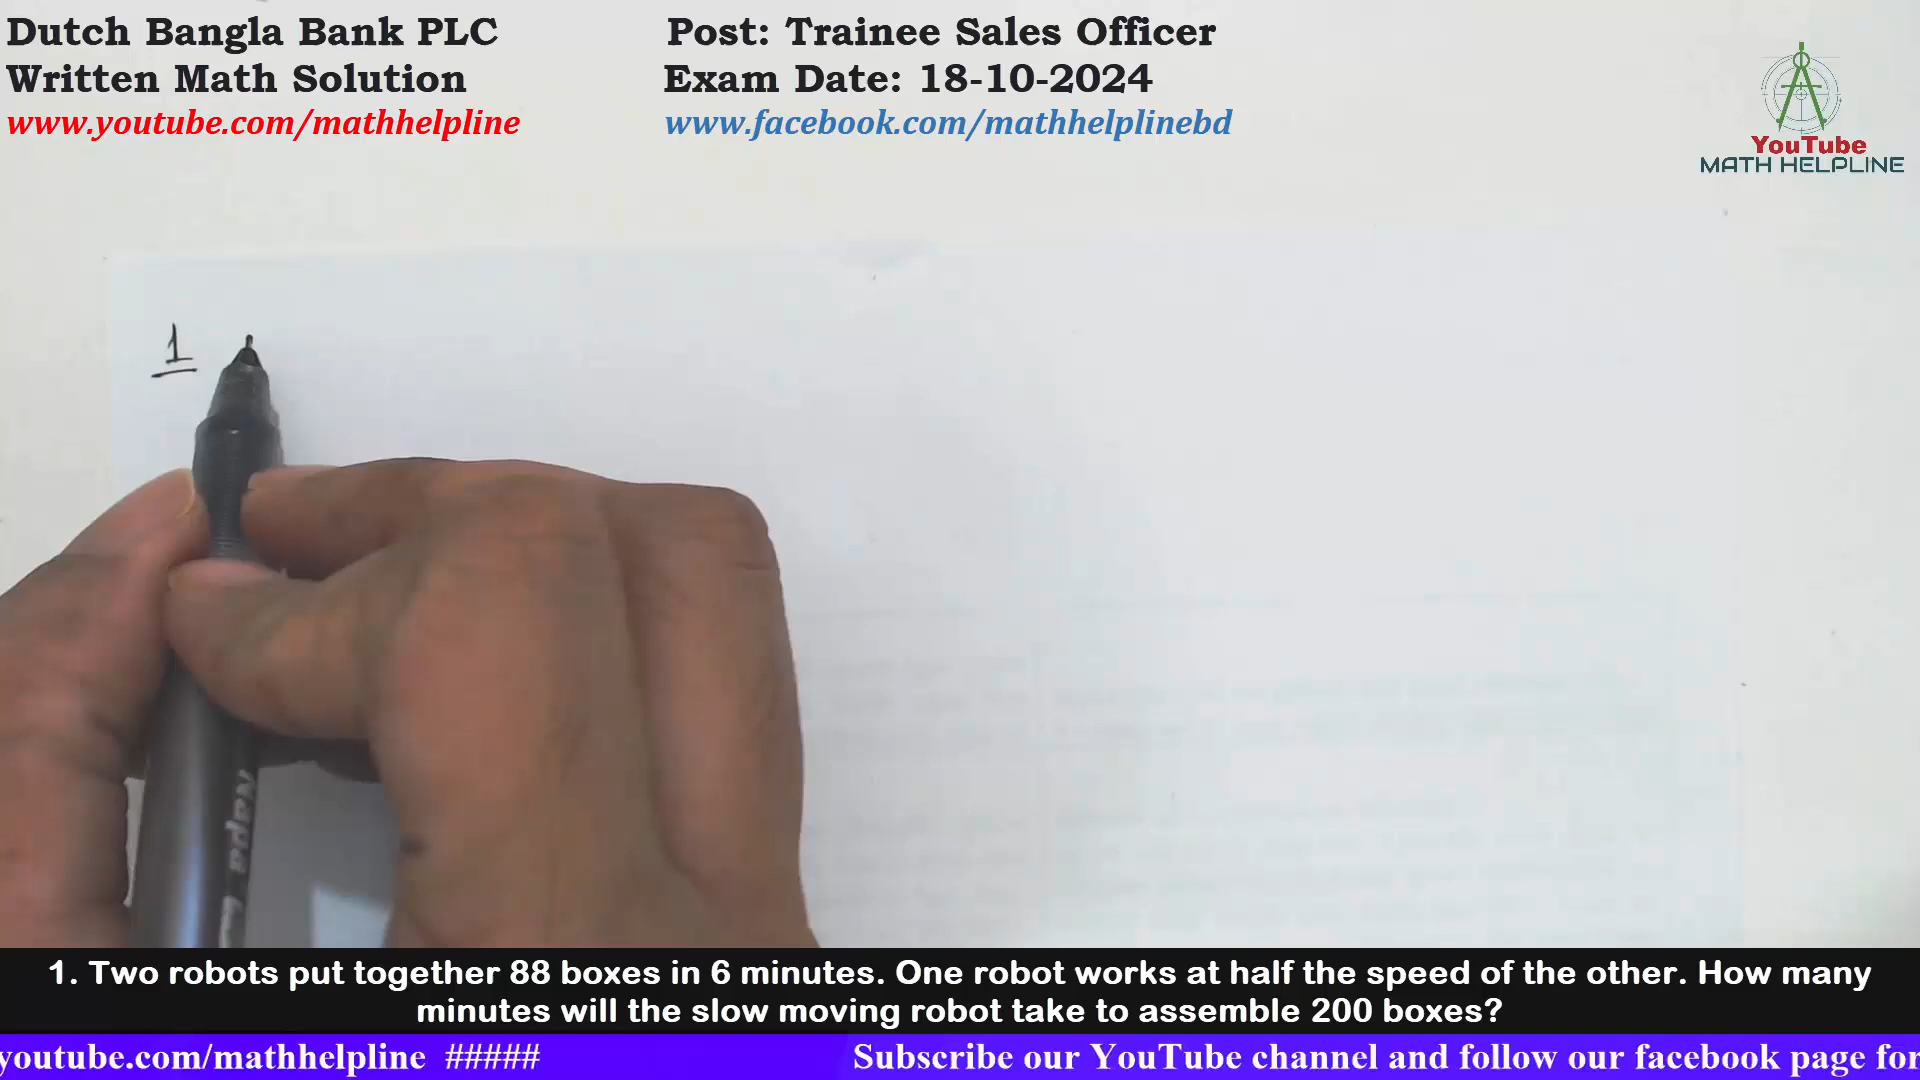 Dutch Bangla Bank PLC
Post: Trainee Sales Officer
Written Math Solution
Exam Date: 18-10-2024
www.youtube.com/mathhelpline
www.facebook.com/mathhelplinebd
YouTube
MATH HELPLINE
1
1. Two robots put together 88 boxes in 6 minutes. One robot works at half the speed of the other. How many
minutes will the slow moving robot take to assemble 200 boxes?
youtube.com/mathhelpline ##### Subscribe our YouTube channel and follow our facebook page for